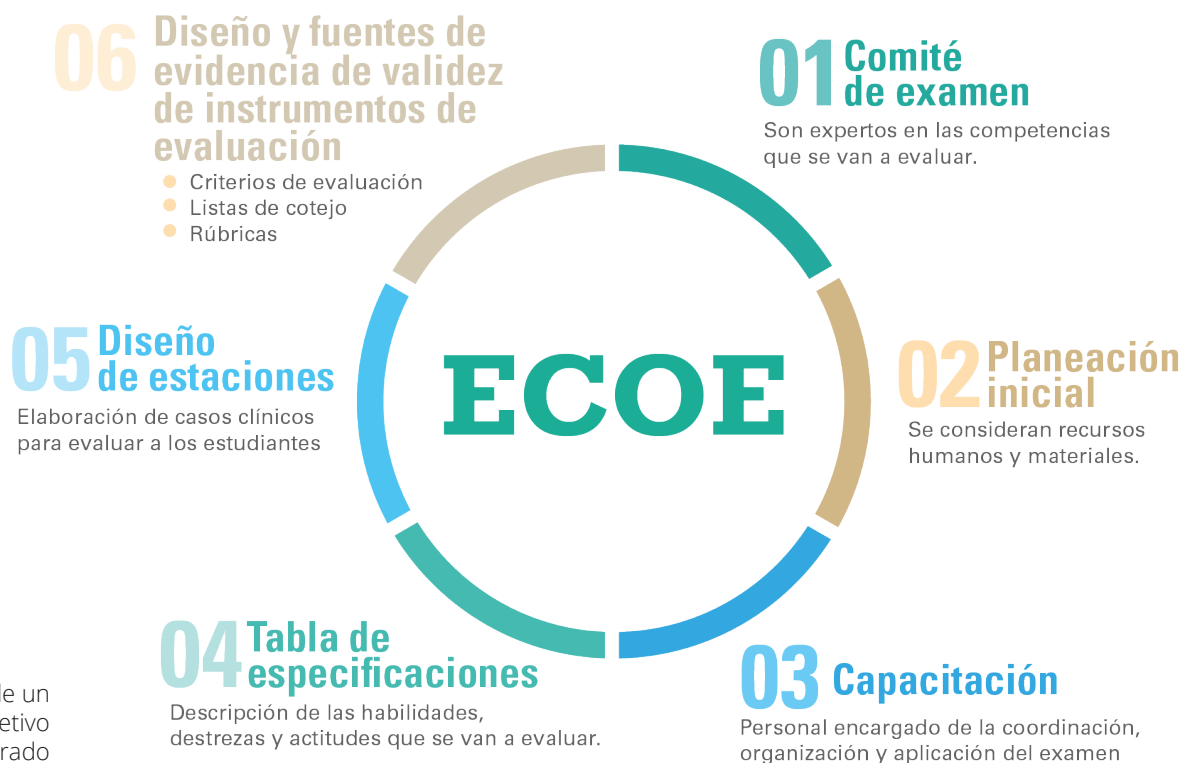 06
Diseño y fuentes de
evidencia de validez
de instrumentos de
evaluación
Criterios de evaluación
Listas de cotejo
Rúbricas
01
Comité
de examen
Son expertos en las competencias
que se van a evaluar.
05
Diseño
de estaciones
Elaboración de casos clínicos
para evaluar a los estudiantes
ECOE
02
Planeación
inicial
Se consideran recursos
humanos y materiales.
04
Tabla de
especificaciones
Descripción de las habilidades,
destrezas y actitudes que se van a evaluar.
03
Capacitación
Personal encargado de la coordinación,
organización y aplicación del examen
un